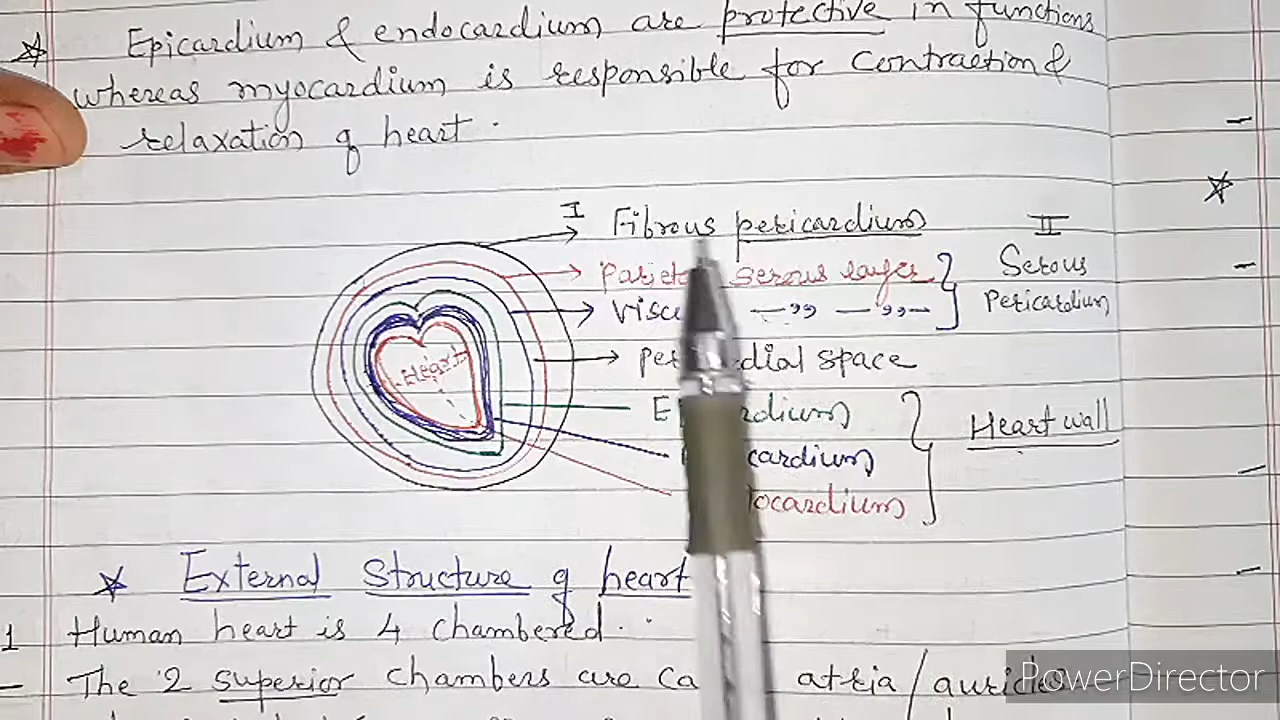 ☆ Epicardium & endocardium are protective in functions
whereas myocardium is responsible for contraction &
relaxation of heart.
I Fibrous pericardium
serous layer
—,,— —,,—
space
Heart
II
Serous
Pericardium
Heart wall
☆ External Structure of heart
1 Human heart is 4 chambered.
— The 2 superior chambers are atria /
PowerDirector